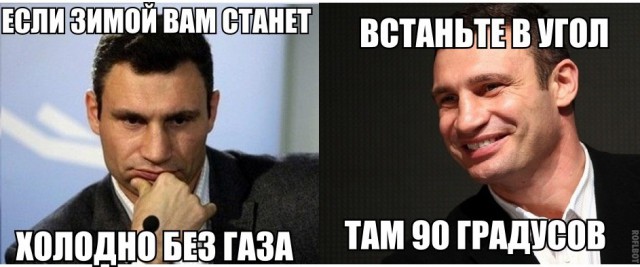 ЕСЛИ ЗИМОЙ ВАМ СТАНЕТ
ХОЛОДНО БЕЗ ГАЗА
ВСТАНЬТЕ В УГОЛ
ТАМ 90 ГРАДУСОВ